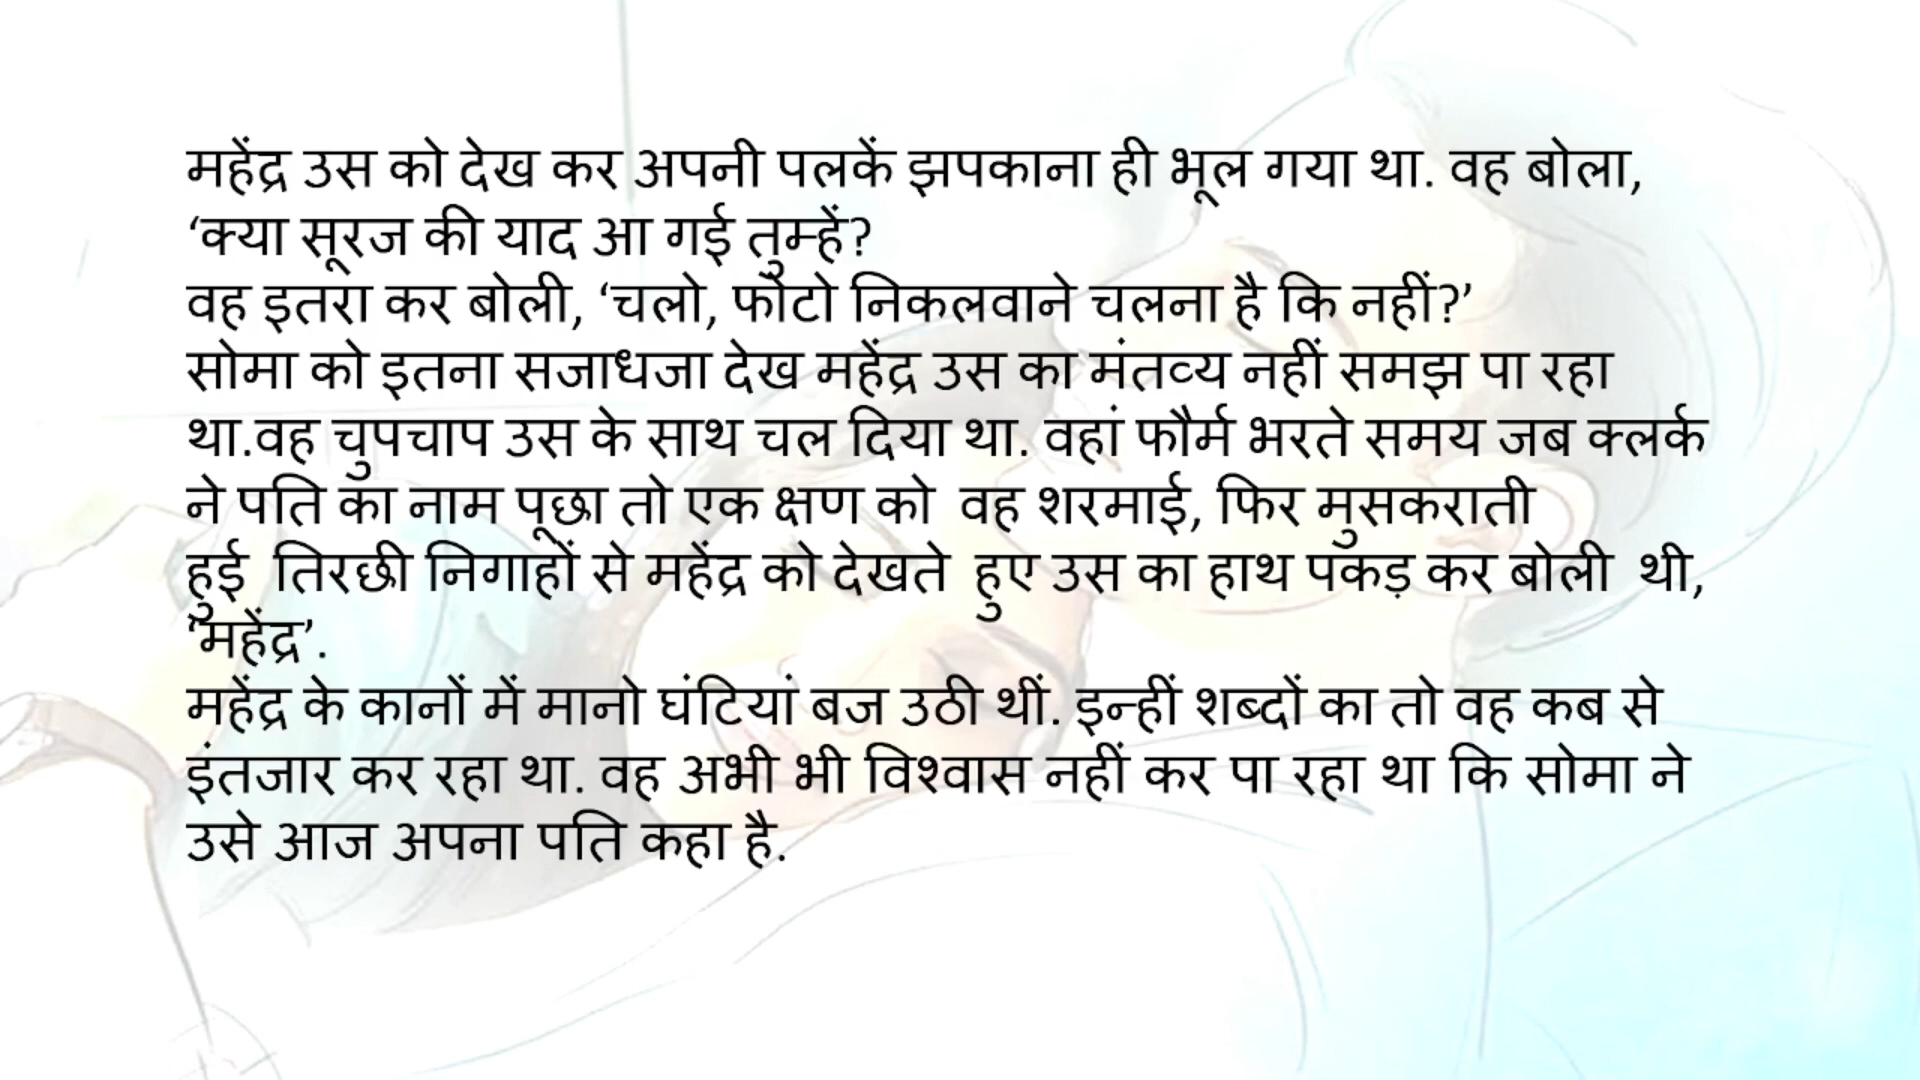 महेंद्र उस को देख कर अपनी पलकें झपकाना ही भूल गया था. वह बोला,
‘क्या सूरज की याद आ गई तुम्हें?
वह इतरा कर बोली, ‘चलो, फोटो निकलवाने चलना है कि नहीं?’
सोमा को इतना सजाधजा देख महेंद्र उस का मंतव्य नहीं समझ पा रहा
था.वह चुपचाप उस के साथ चल दिया था. वहां फौर्म भरते समय जब क्लर्क
ने पति का नाम पूछा तो एक क्षण को  वह शरमाई, फिर मुसकराती
हुई  तिरछी निगाहों से महेंद्र को देखते  हुए उस का हाथ पकड़ कर बोली  थी,
‘महेंद्र’.
महेंद्र के कानों में मानो घंटियां बज उठी थीं. इन्हीं शब्दों का तो वह कब से
इंतजार कर रहा था. वह अभी भी विश्वास नहीं कर पा रहा था कि सोमा ने
उसे आज अपना पति कहा है.